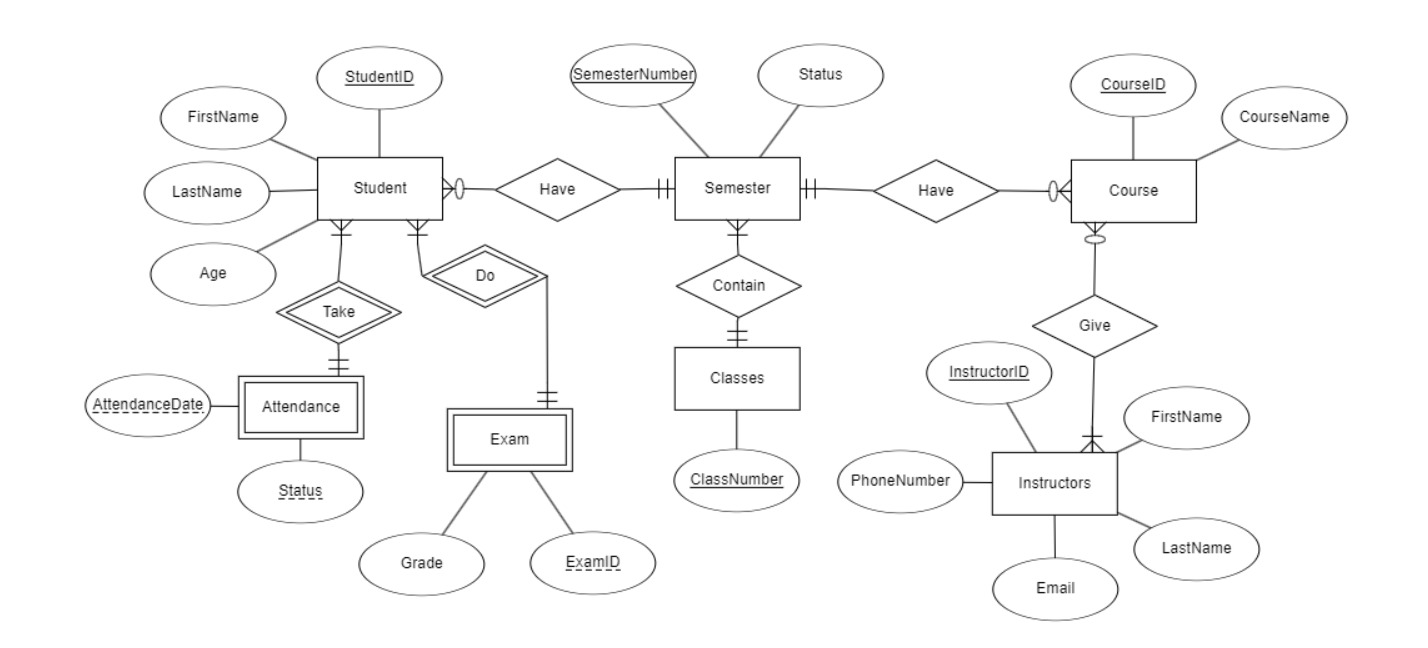 StudentID
SemesterNumber
Status
CourseID
FirstName
CourseName
LastName
Student
Have
Semester
Have
Course
Age
Do
Contain
Take
Give
InstructorID
Classes
AttendanceDate
Attendance
FirstName
Exam
Status
ClassNumber
PhoneNumber
Instructors
LastName
Grade
ExamID
Email